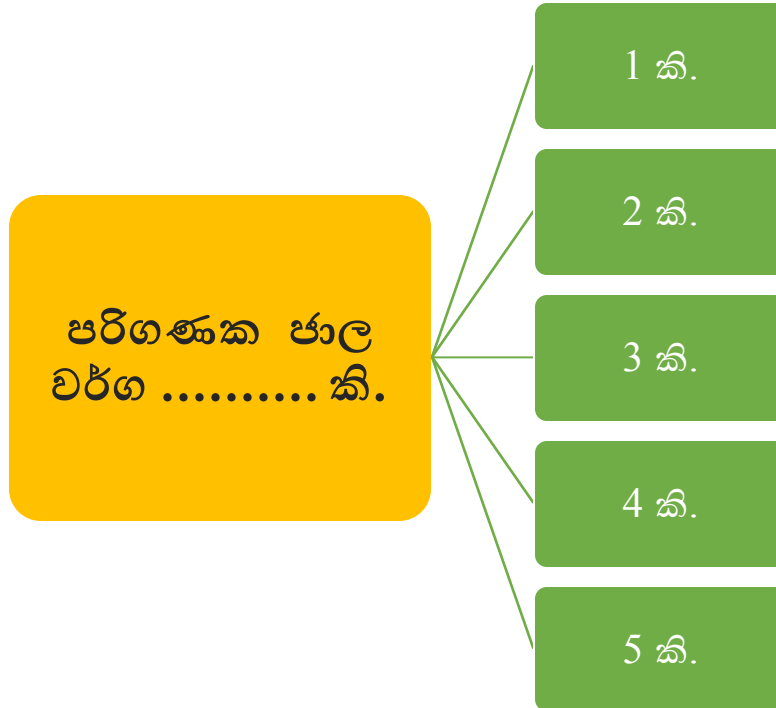 පරිගණක ජාල
වර්ග .......... කි.
1 කි.
2 කි.
3 කි.
4 කි.
5 කි.